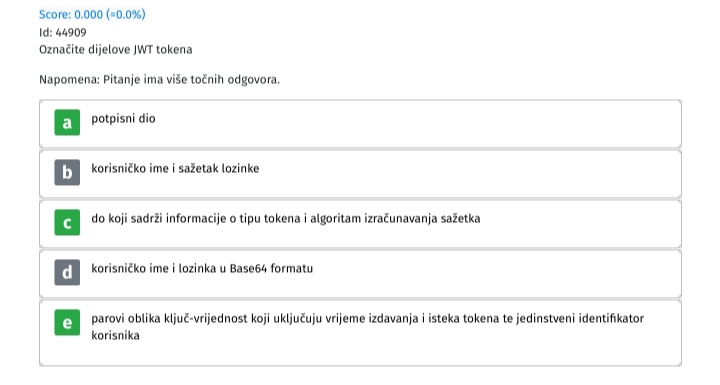 Score: 0.000 (≈0.0%)
Id: 44909
Označite dijelove JWT tokena
Napomena: Pitanje ima više točnih odgovora.
a potpisni dio
b korisničko ime i sažetak lozinke
c do koji sadrži informacije o tipu tokena i algoritam izračunavanja sažetka
d korisničko ime i lozinka u Base64 formatu
e parovi oblika ključ-vrijednost koji uključuju vrijeme izdavanja i isteka tokena te jedinstveni identifikator
korisnika